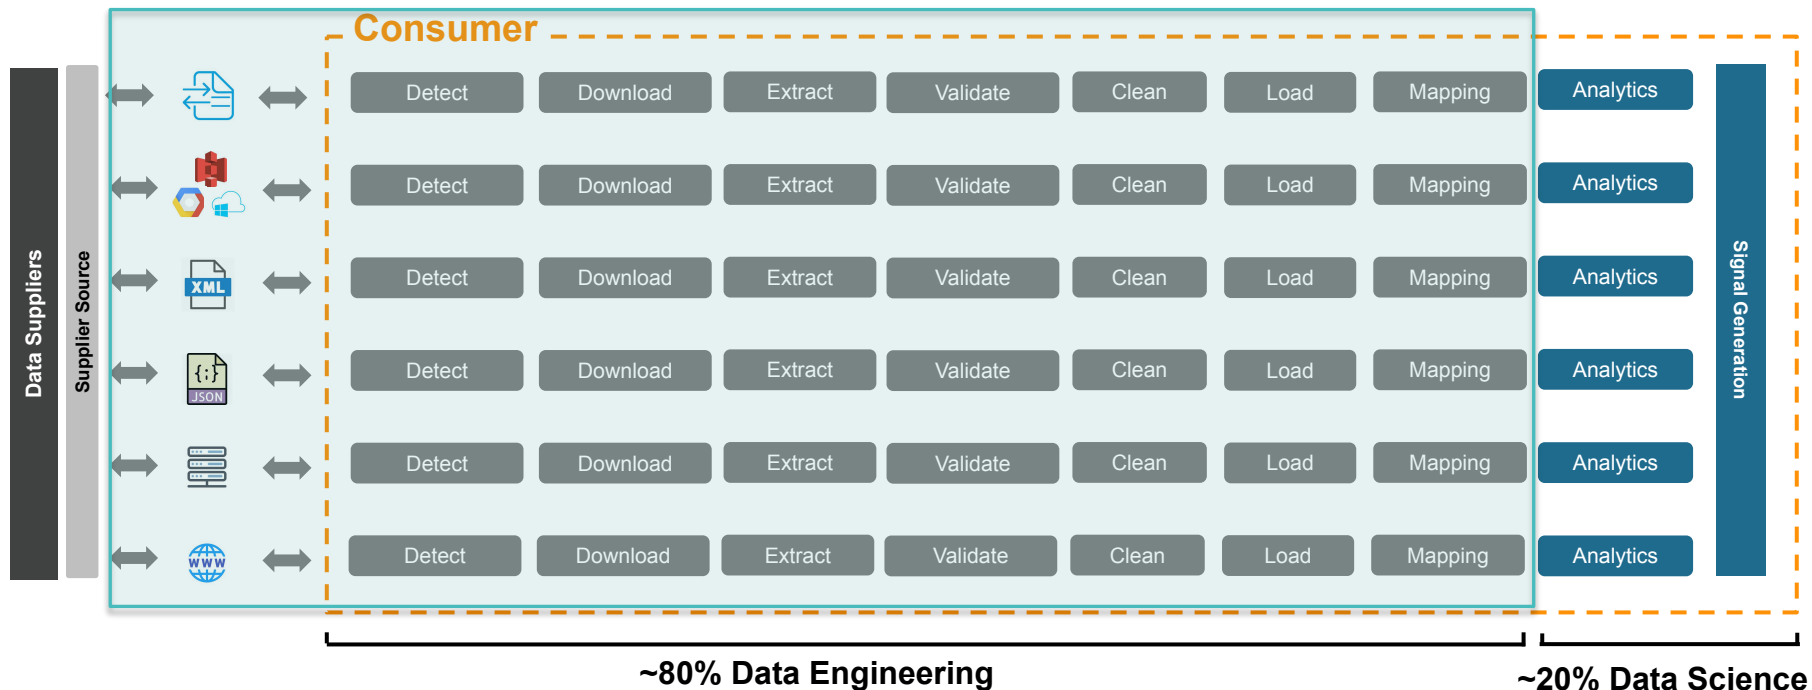 Consumer
Data Suppliers
Supplier Source
Detect Download Extract Validate Clean Load Mapping Analytics
Detect Download Extract Validate Clean Load Mapping Analytics
XML
Detect Download Extract Validate Clean Load Mapping Analytics
{;}
JSON
Detect Download Extract Validate Clean Load Mapping Analytics
Detect Download Extract Validate Clean Load Mapping Analytics
WWW
Detect Download Extract Validate Clean Load Mapping Analytics
Signal Generation
~80% Data Engineering
~20% Data Science